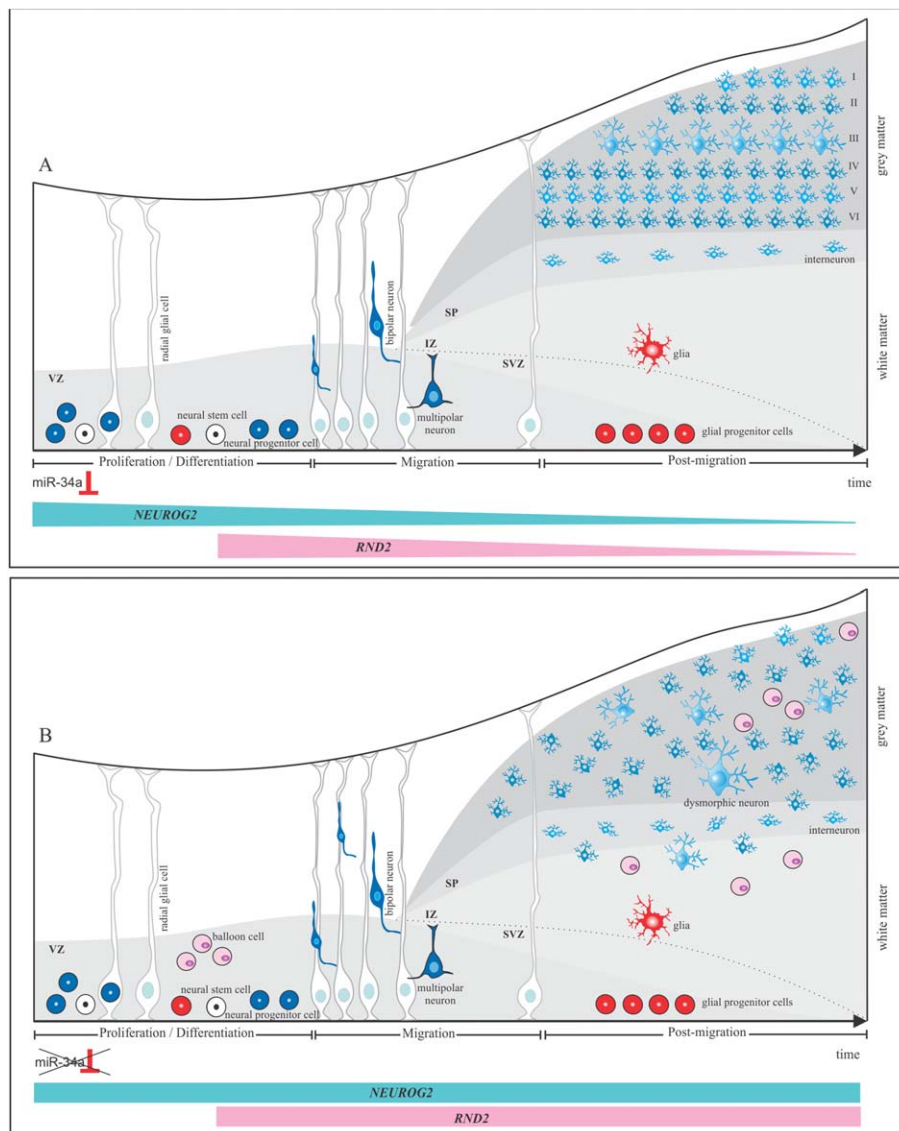 A
I
II
III
IV
V
VI
grey matter
interneuron
white matter
radial glial cell
bipolar neuron
SP
IZ
SVZ
glia
VZ
neural stem cell
neural progenitor cell
multipolar
neuron
glial progenitor cells
Proliferation / Differentiation
Migration
Post-migration
miR-34a
time
NEUROG2
RND2
B
grey matter
dysmorphic neuron
interneuron
white matter
radial glial cell
bipolar neuron
SP
IZ
SVZ
glia
VZ
balloon cell
neural stem cell
neural progenitor cell
multipolar
neuron
glial progenitor cells
Proliferation / Differentiation
Migration
Post-migration
miR-34a
time
NEUROG2
RND2